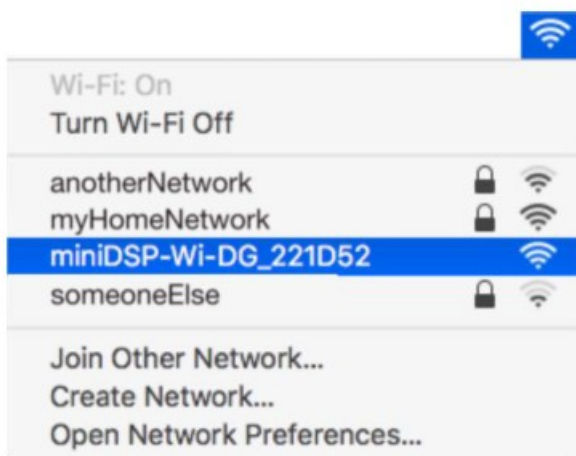 Wi-Fi: On
Turn Wi-Fi Off
anotherNetwork
myHomeNetwork
miniDSP-Wi-DG_221D52
someoneElse
Join Other Network...
Create Network...
Open Network Preferences...